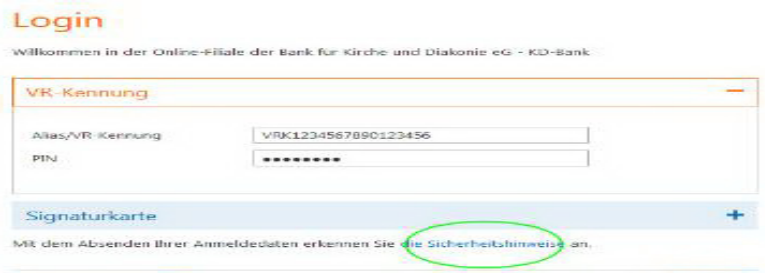 Login
Willkommen in der Online-Filiale der Bank für Kirche und Diakonie eG - KD-Bank
VR-Kennung
Alias/VR-Kennung VRK1234567890123456
PIN ●●●●●●●●
Signaturkarte
Mit dem Absenden Ihrer Anmeldedaten erkennen Sie die Sicherheitshinweise an.